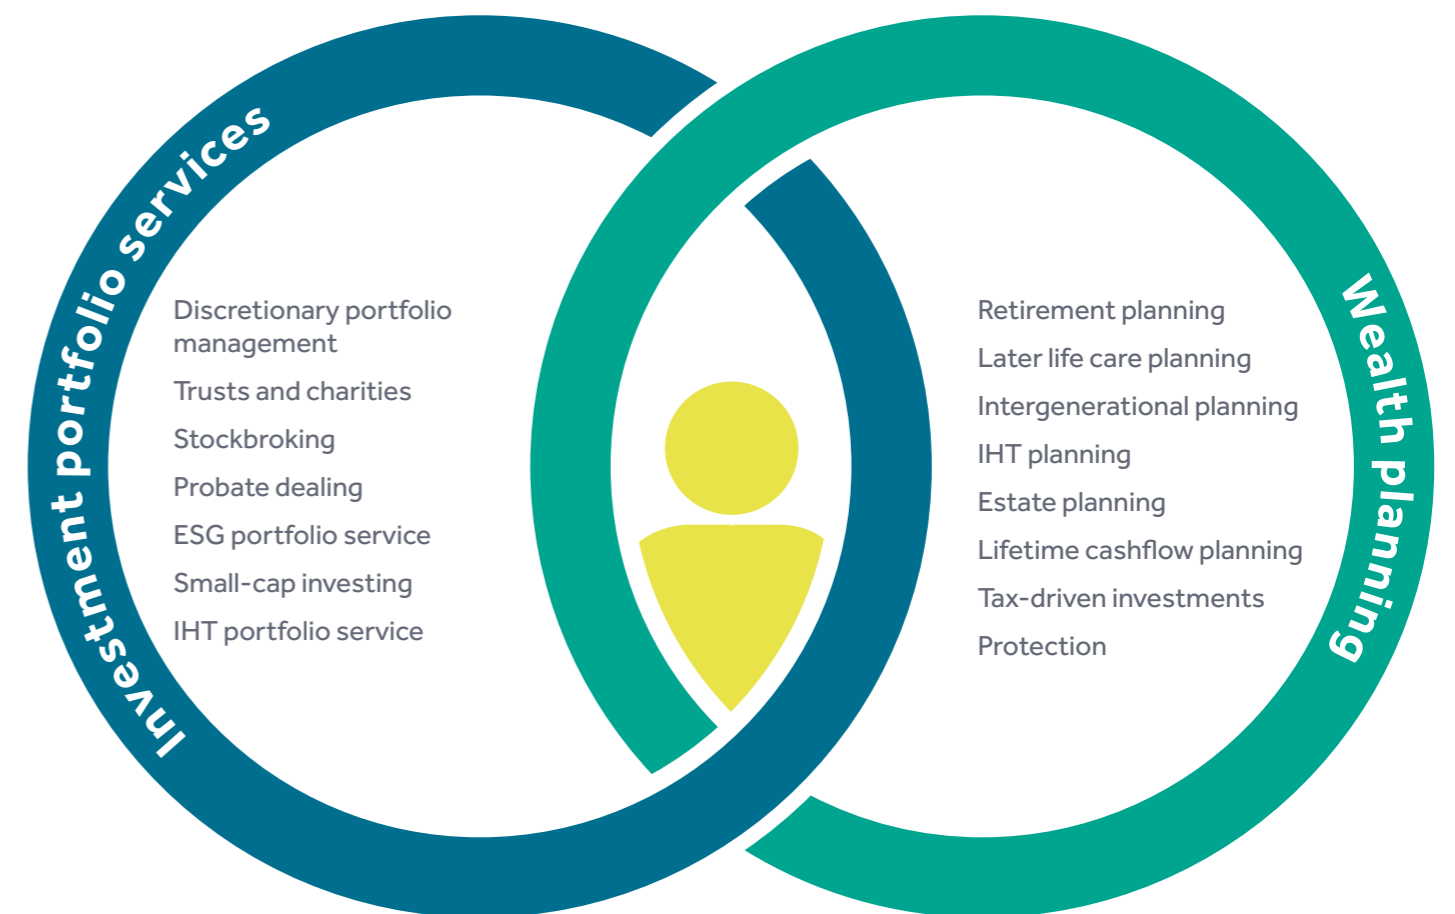 Investment portfolio services
Discretionary portfolio
management
Trusts and charities
Stockbroking
Probate dealing
ESG portfolio service
Small-cap investing
IHT portfolio service
Retirement planning
Later life care planning
Intergenerational planning
IHT planning
Estate planning
Lifetime cashflow planning
Tax-driven investments
Protection
Wealth planning